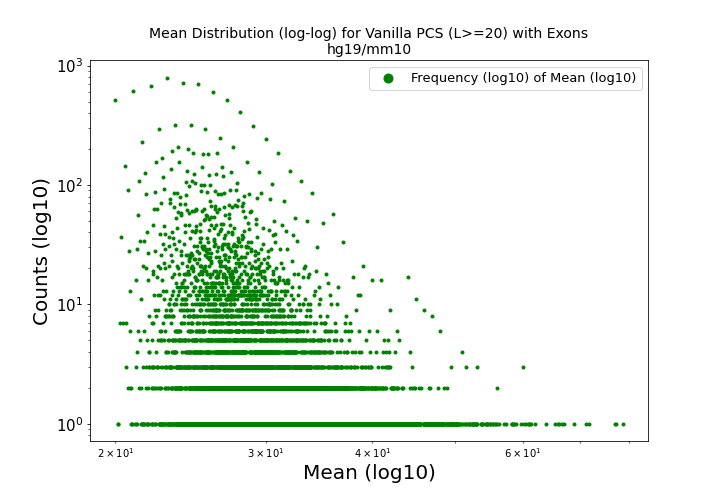 Mean Distribution (log-log) for Vanilla PCS (L>=20) with Exons
hg19/mm10
Frequency (log10) of Mean (log10)
Counts (log10)
10³
10²
10¹
10⁰
2×10¹
3×10¹
4×10¹
6×10¹
Mean (log10)